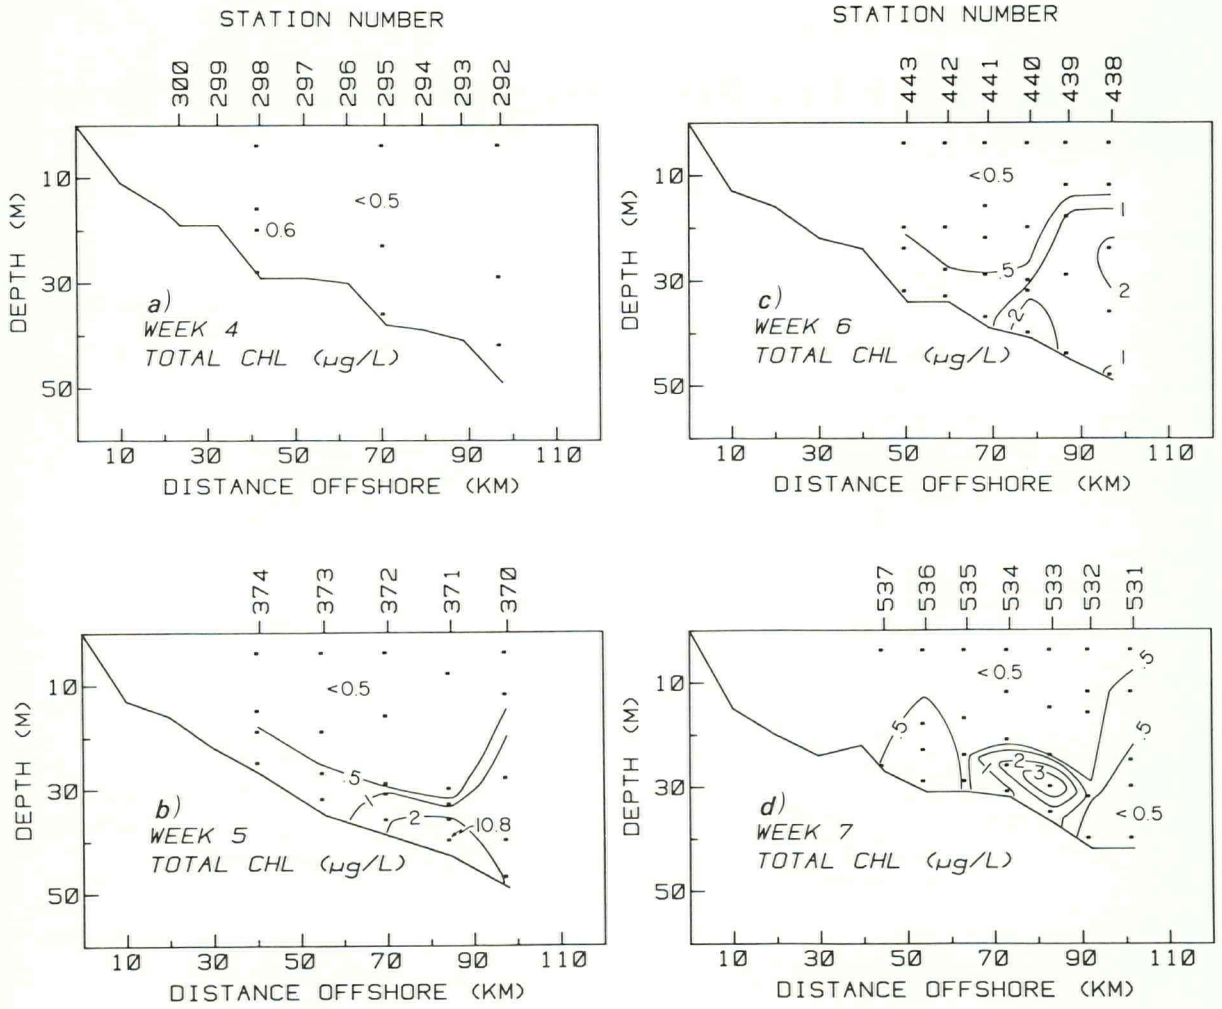 STATION NUMBER
300 299 298 297 296 295 294 293 292
10
30
50
DEPTH (M)
<0.5
0.6
a)
WEEK 4
TOTAL CHL (µg/L)
10 30 50 70 90 110
DISTANCE OFFSHORE (KM)
STATION NUMBER
443 442 441 440 439 438
10
30
50
DEPTH (M)
<0.5
1
.5
2
2
1
c)
WEEK 6
TOTAL CHL (µg/L)
10 30 50 70 90 110
DISTANCE OFFSHORE (KM)
374 373 372 371 370
10
30
50
DEPTH (M)
<0.5
.5
1
2
10.8
b)
WEEK 5
TOTAL CHL (µg/L)
10 30 50 70 90 110
DISTANCE OFFSHORE (KM)
537 536 535 534 533 532 531
10
30
50
DEPTH (M)
<0.5
.5
.5
.5
1
2
3
<0.5
d)
WEEK 7
TOTAL CHL (µg/L)
10 30 50 70 90 110
DISTANCE OFFSHORE (KM)